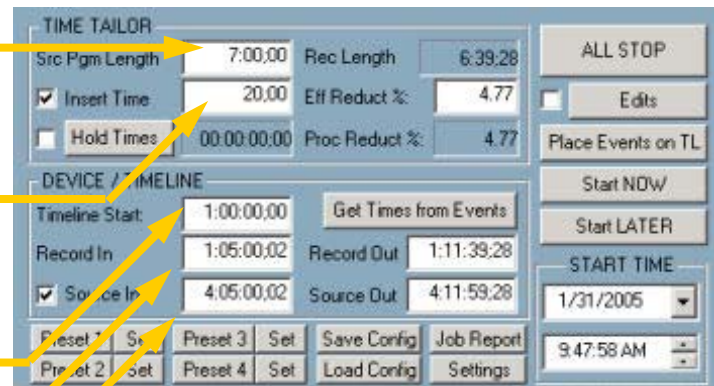 TIME TAILOR
Src Pgm Length 7:00;00 Rec Length 6:39;28
Insert Time 20;00 Eff Reduct %: 4.77
Hold Times 00:00:00;00 Proc Reduct %: 4.77
ALL STOP
Edits
Place Events on TL
Start NOW
Start LATER
DEVICE / TIMELINE
Timeline Start: 1:00:00;00 Get Times from Events
Record In 1:05:00;02 Record Out 1:11:39;28
Source In 4:05:00;02 Source Out 4:11:59;28
START TIME
1/31/2005
9:47:58 AM
Preset 1 Set Preset 3 Set Save Config Job Report
Preset 2 Set Preset 4 Set Load Config Settings